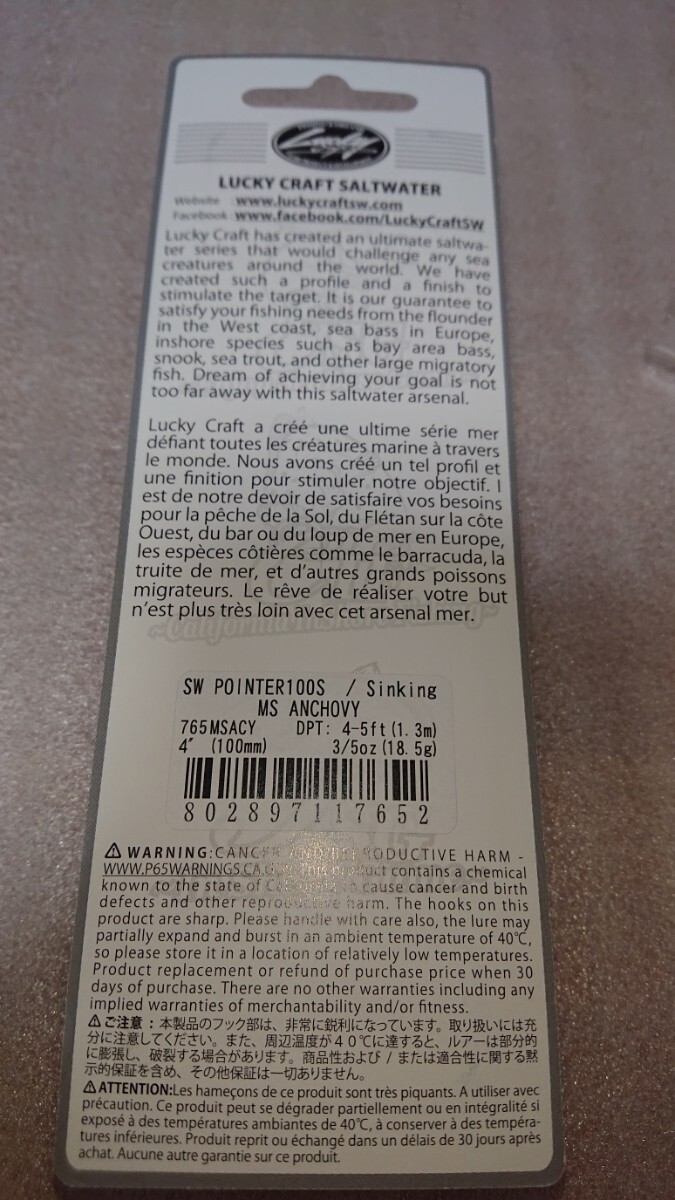 Lucky
LUCKY CRAFT SALTWATER
Website www.luckycraftsw.com
Facebook www.facebook.com/LuckyCraftSW
Lucky Craft has created an ultimate saltwa-
ter series that would challenge any sea
creatures around the world. We have
created such a profile and a finish to
stimulate the target. It is our guarantee to
satisfy your fishing needs from the flounder
in the West coast, sea bass in Europe,
inshore species such as bay area bass,
snook, sea trout, and other large migratory
fish. Dream of achieving your goal is not
too far away with this saltwater arsenal.
Lucky Craft a créé une ultime série mer
défiant toutes les créatures marine à travers
le monde. Nous avons créé un tel profil et
une finition pour stimuler notre objectif. I
est de notre devoir de satisfaire vos besoins
pour la pêche de la Sol, du Flétan sur la côte
Ouest, du bar ou du loup de mer en Europe,
les espèces côtières comme le barracuda, la
truite de mer, et d'autres grands poissons
migrateurs. Le rêve de réaliser votre but
n'est plus très loin avec cet arsenal mer.
SW POINTER100S / Sinking
MS ANCHOVY
765MSACY DPT: 4-5ft(1.3m)
4" (100mm) 3/5oz(18.5g)
802897117652
⚠ WARNING:CANCER AND REPRODUCTIVE HARM -
WWW.P65WARNINGS.CA.G This product contains a chemical
known to the state of California to cause cancer and birth
defects and other reproductive harm. The hooks on this
product are sharp. Please handle with care also, the lure may
partially expand and burst in an ambient temperature of 40℃,
so please store it in a location of relatively low temperatures.
Product replacement or refund of purchase price when 30
days of purchase. There are no other warranties including any
implied warranties of merchantability and/or fitness.
⚠ご注意：本製品のフック部は、非常に鋭利になっています。取り扱いには充
分に注意してください。また、周辺温度が４０℃に達すると、ルアーは部分的
に膨張し、破裂する場合があります。商品性および / または適合性に関する黙
示的保証を含め、その他保証は一切ありません。
⚠ATTENTION:Les hameçons de ce produit sont très piquants. A utiliser avec
précaution. Ce produit peut se dégrader partiellement ou en intégralité si
exposé à des températures ambiantes de 40℃, à conserver à des tempéra-
tures inférieures. Produit reprit ou échangé dans un délais de 30 jours après
achat. Aucune autre garantie sur ce produit.